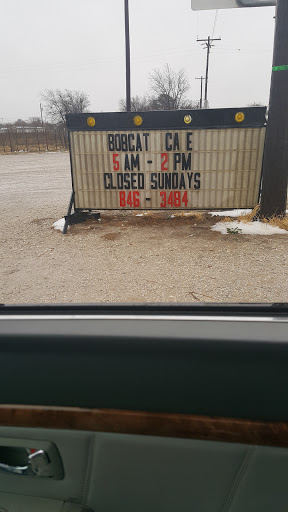 BOBCAT CA E
5 AM - 2 PM
CLOSED SUNDAYS
846 - 3484